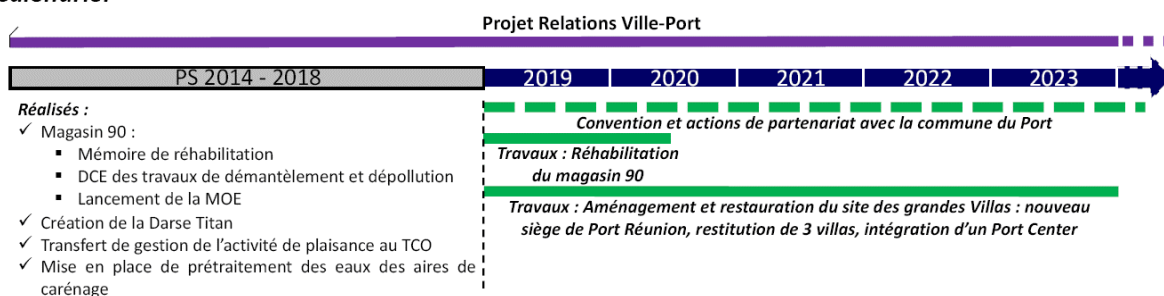 Projet Relations Ville-Port
PS 2014 - 2018
2019
2020
2021
2022
2023
Réalisés :
✓ Magasin 90 :
▪ Mémoire de réhabilitation
▪ DCE des travaux de démantèlement et dépollution
▪ Lancement de la MOE
✓ Création de la Darse Titan
✓ Transfert de gestion de l’activité de plaisance au TCO
✓ Mise en place de prétraitement des eaux des aires de
carénage
Convention et actions de partenariat avec la commune du Port
Travaux : Réhabilitation
du magasin 90
Travaux : Aménagement et restauration du site des grandes Villas : nouveau
siège de Port Réunion, restitution de 3 villas, intégration d’un Port Center